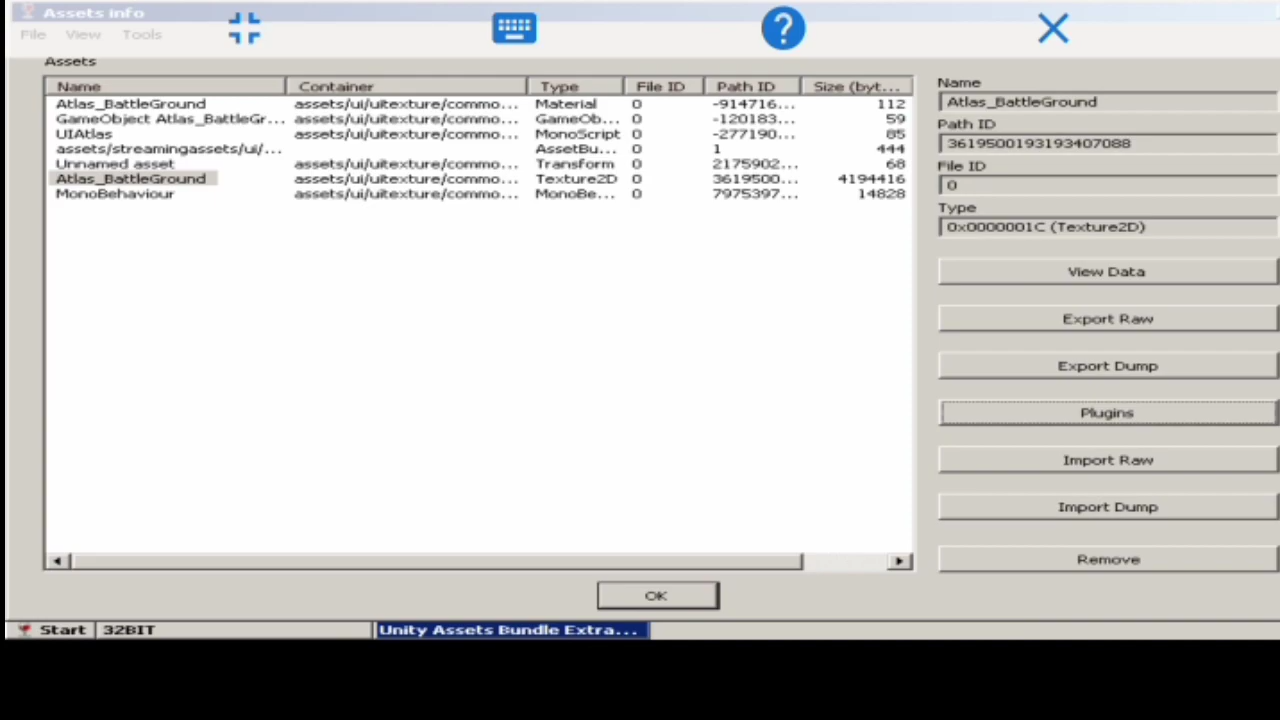 Assets info
File View Tools
Assets
Name Container Type File ID Path ID Size (byt...
Atlas_BattleGround assets/ui/uitexture/commo... Material 0 -914716... 112
GameObject Atlas_BattleGr... assets/ui/uitexture/commo... GameOb... 0 -120183... 59
UIAtlas assets/ui/uitexture/commo... MonoScript 0 -277190... 85
assets/streamingassets/ui/... AssetBu... 0 1 444
Unnamed asset assets/ui/uitexture/commo... Transform 0 2175902... 68
Atlas_BattleGround assets/ui/uitexture/commo... Texture2D 0 3619500... 4194416
MonoBehaviour assets/ui/uitexture/commo... MonoBe... 0 7975397... 14828
Name
Atlas_BattleGround
Path ID
3619500193193407088
File ID
0
Type
0x0000001C (Texture2D)
View Data
Export Raw
Export Dump
Plugins
Import Raw
Import Dump
Remove
OK
Start 32BIT Unity Assets Bundle Extra...